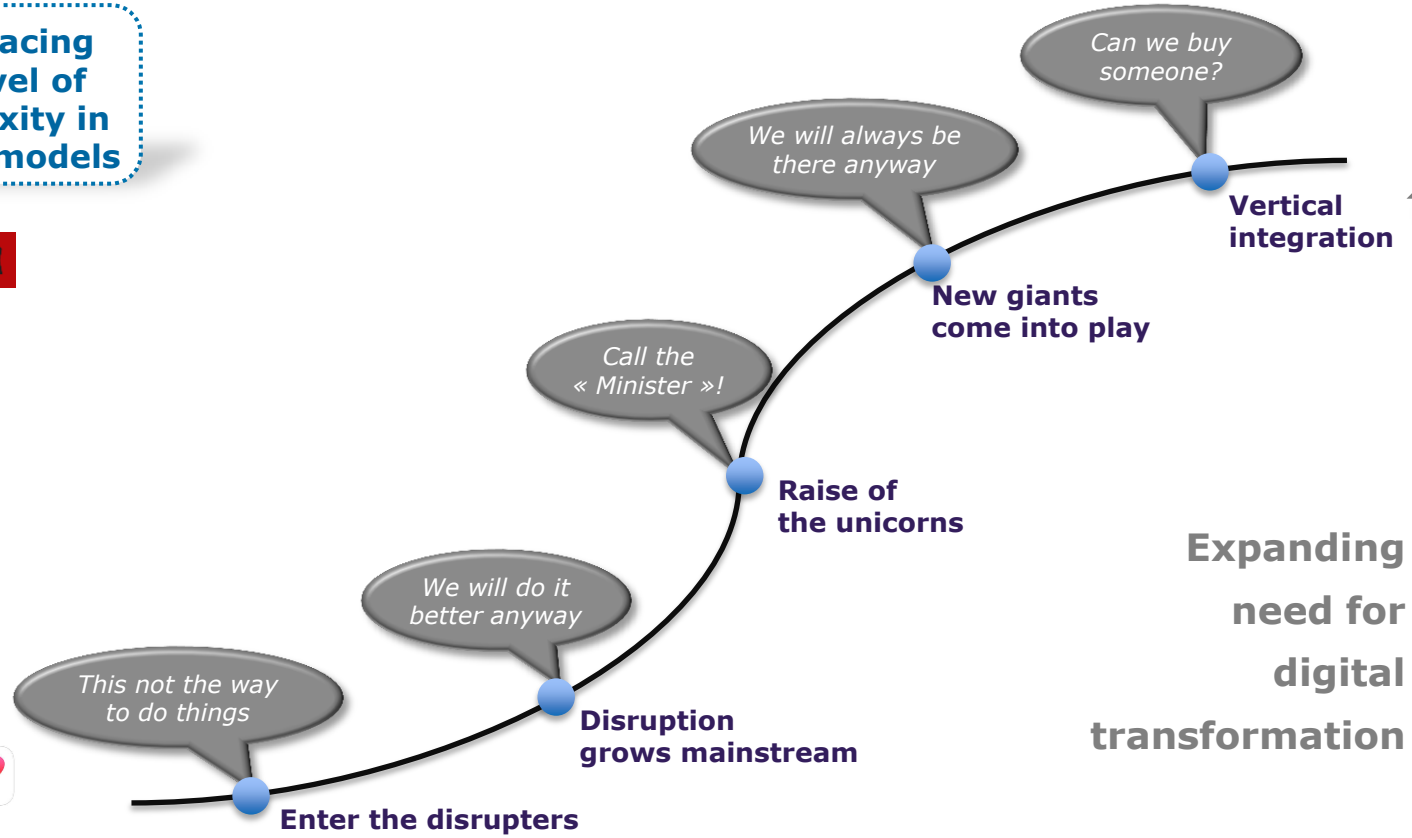 acing
vel of
xity in
models
Can we buy
someone?
We will always be
there anyway
Vertical
integration
New giants
come into play
Call the
« Minister »!
Raise of
the unicorns
Expanding
need for
digital
transformation
We will do it
better anyway
This not the way
to do things
Disruption
grows mainstream
Enter the disrupters